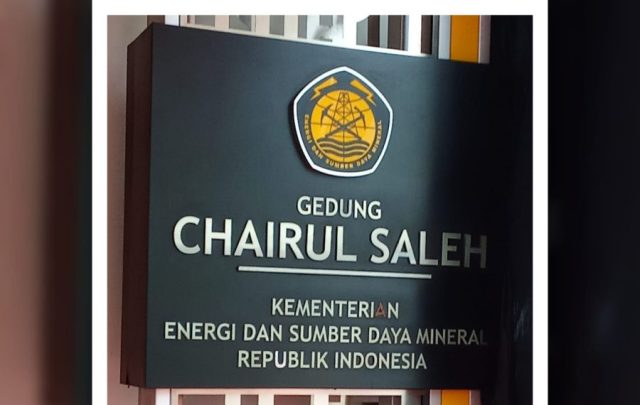 ENERGI DAN SUMBER DAYA MINERAL
GEDUNG
CHAIRUL SALEH
KEMENTERIAN
ENERGI DAN SUMBER DAYA MINERAL
REPUBLIK INDONESIA